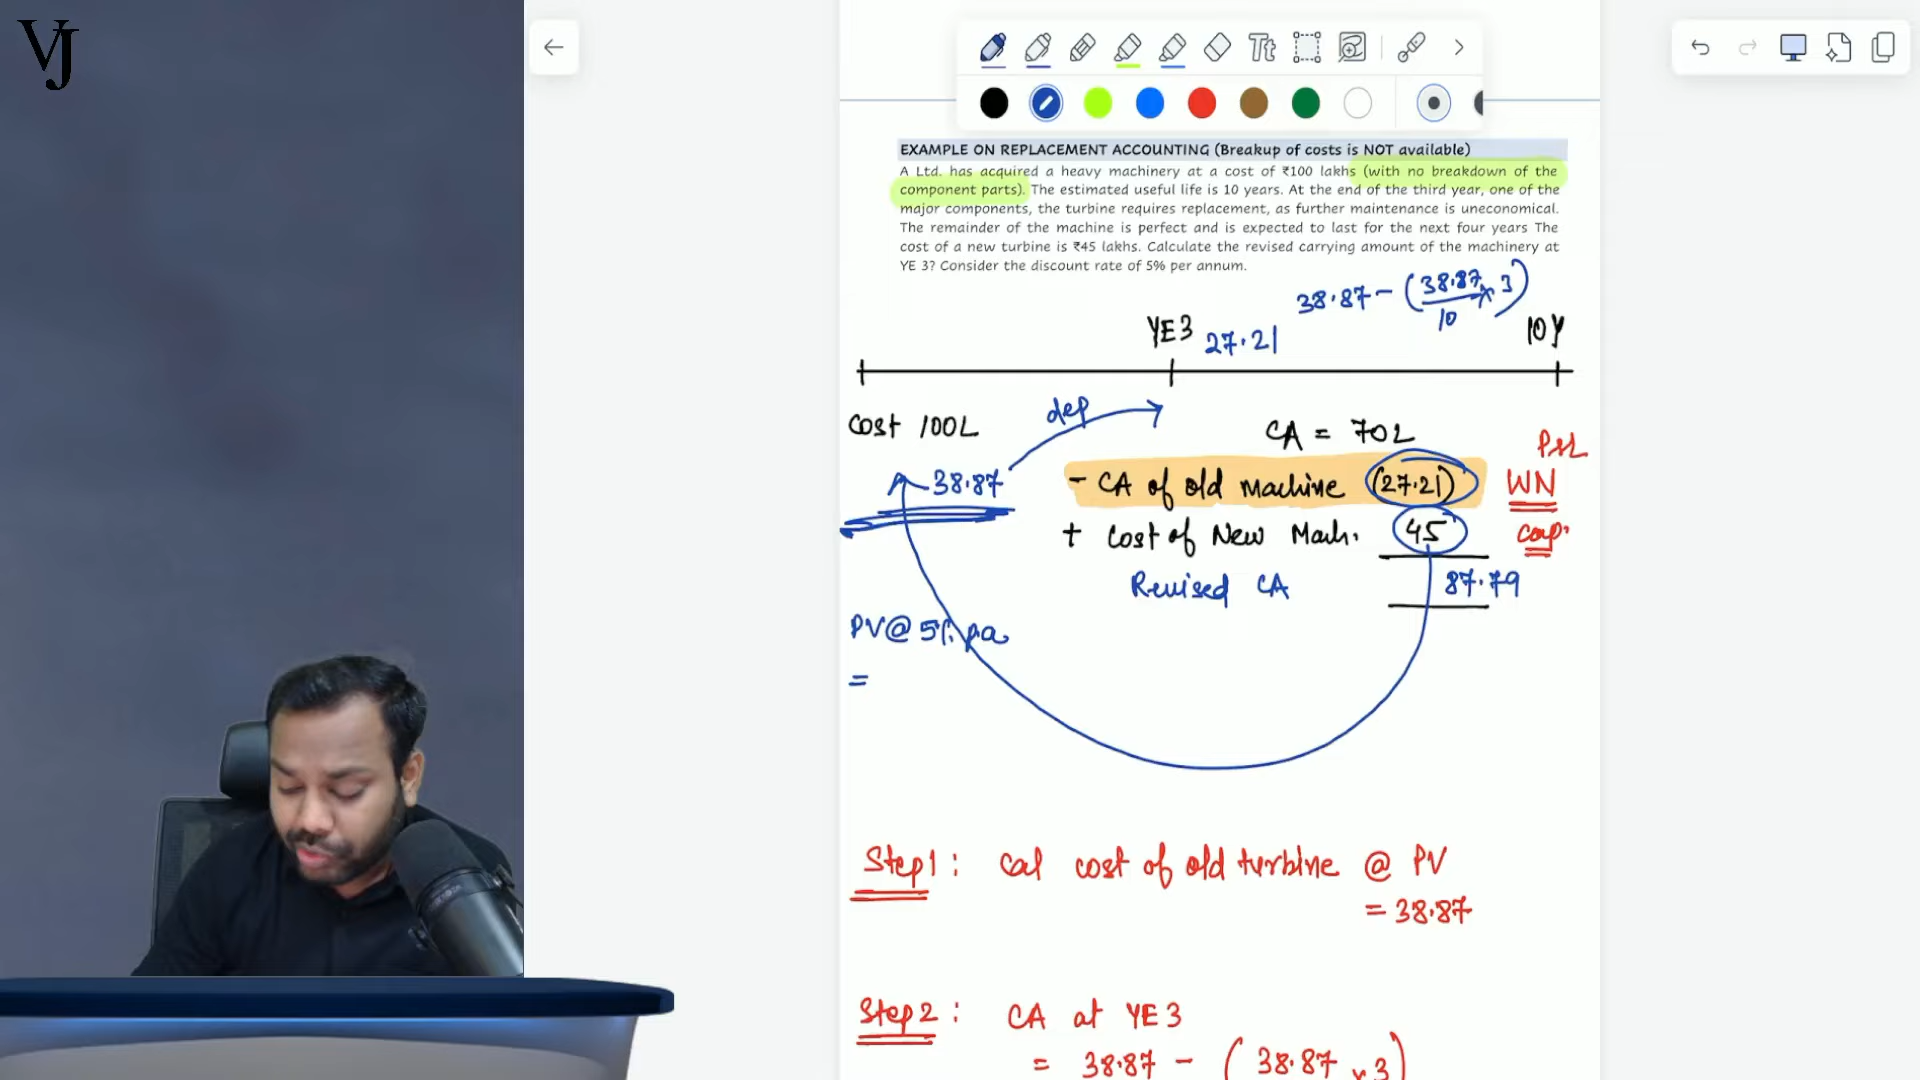 VJ
Tt
EXAMPLE ON REPLACEMENT ACCOUNTING (Breakup of costs is NOT available)
A Ltd. has acquired a heavy machinery at a cost of ₹100 lakhs (with no breakdown of the
component parts). The estimated useful life is 10 years. At the end of the third year, one of the
major components, the turbine requires replacement, as further maintenance is uneconomical.
The remainder of the machine is perfect and is expected to last for the next four years The
cost of a new turbine is ₹45 lakhs. Calculate the revised carrying amount of the machinery at
YE 3? Consider the discount rate of 5% per annum.
38.87 - (38.87/10 x 3)
YE3 27.21 10Y
Cost 100L dep CA = 70L
38.87 - CA of old machine (27.21) P&L WN
+ Cost of New Mach. 45 cap.
Revised CA 87.79
PV@ 5% pa
=
Step1: Cal cost of old turbine @ PV
= 38.87
Step 2: CA at YE 3
= 38.87 - (38.87 x 3)